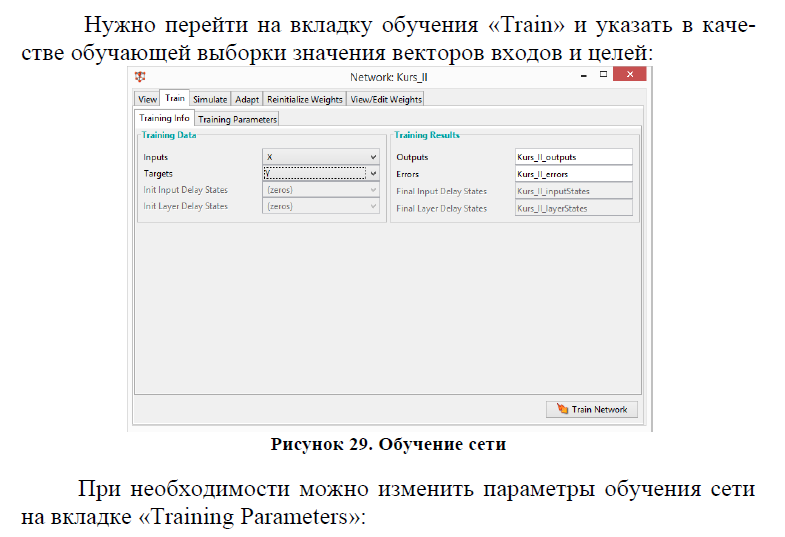 Нужно перейти на вкладку обучения «Train» и указать в каче-
стве обучающей выборки значения векторов входов и целей:
Network: Kurs_II
View Train Simulate Adapt Reinitialize Weights View/Edit Weights
Training Info Training Parameters
Training Data Training Results
Inputs X Outputs Kurs_II_outputs
Targets Y Errors Kurs_II_errors
Init Input Delay States (zeros) Final Input Delay States Kurs_II_inputStates
Init Layer Delay States (zeros) Final Layer Delay States Kurs_II_layerStates
Train Network
Рисунок 29. Обучение сети
При необходимости можно изменить параметры обучения сети
на вкладке «Training Parameters»: